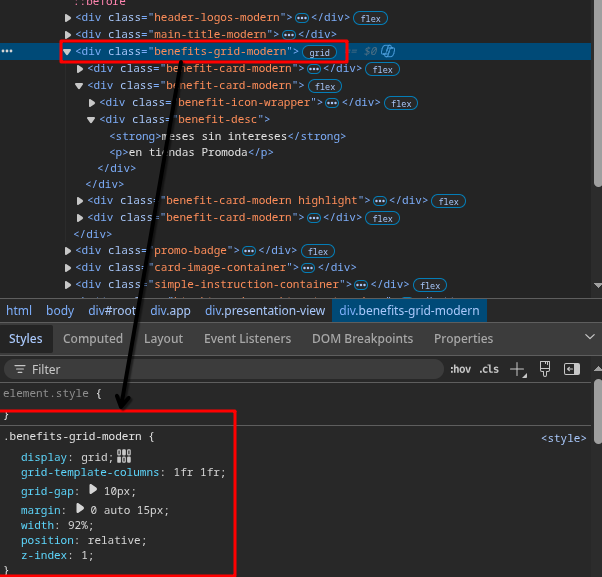 ::before
▶<div class="header-logos-modern">…</div> flex
▶<div class="main-title-modern">…</div> flex
… ▼<div class="benefits-grid-modern"> grid == $0
▶<div class="benefit-card-modern">…</div> flex
▼<div class="benefit-card-modern"> flex
▶<div class="benefit-icon-wrapper">…</div> flex
▼<div class="benefit-desc">
<strong>meses sin intereses</strong>
<p>en tiendas Promoda</p>
</div>
</div>
▶<div class="benefit-card-modern highlight">…</div> flex
▶<div class="benefit-card-modern">…</div> flex
</div>
▶<div class="promo-badge">…</div> flex
▶<div class="card-image-container">…</div>
▶<div class="simple-instruction-container">…</div> flex
html body div#root div.app div.presentation-view div.benefits-grid-modern
Styles Computed Layout Event Listeners DOM Breakpoints Properties
Filter :hov .cls
element.style {
}
.benefits-grid-modern { <style>
display: grid;
grid-template-columns: 1fr 1fr;
grid-gap: ▶ 10px;
margin: ▶ 0 auto 15px;
width: 92%;
position: relative;
z-index: 1;
}